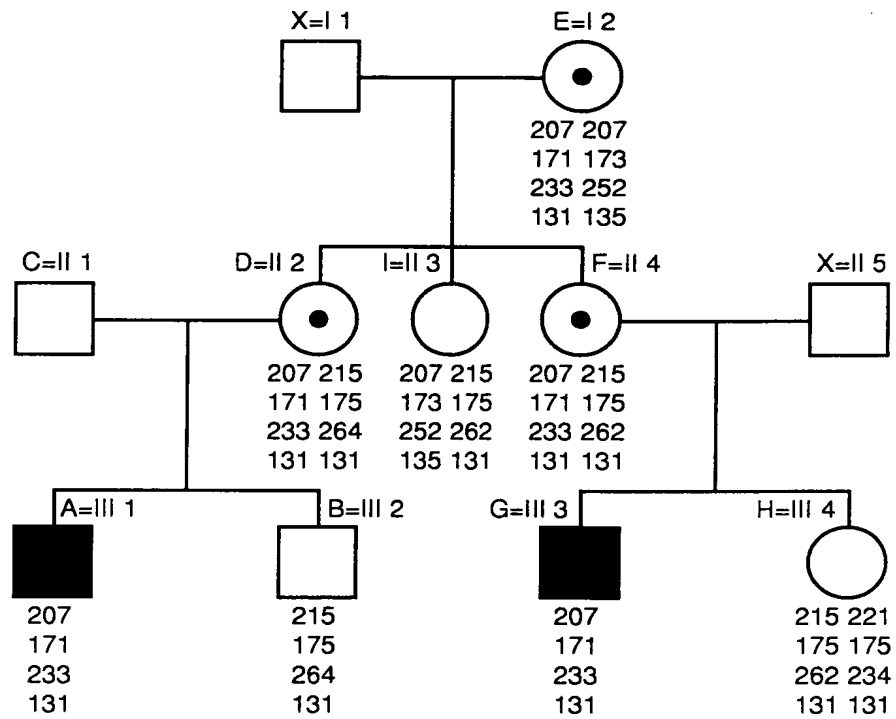 X=I 1 E=I 2
207 207
171 173
233 252
131 135
C=II 1 D=II 2 I=II 3 F=II 4 X=II 5
207 215 207 215 207 215
171 175 173 175 171 175
233 264 252 262 233 262
131 131 135 131 131 131
A=III 1 B=III 2 G=III 3 H=III 4
207 215 207 215 221
171 175 171 175 175
233 264 233 262 234
131 131 131 131 131